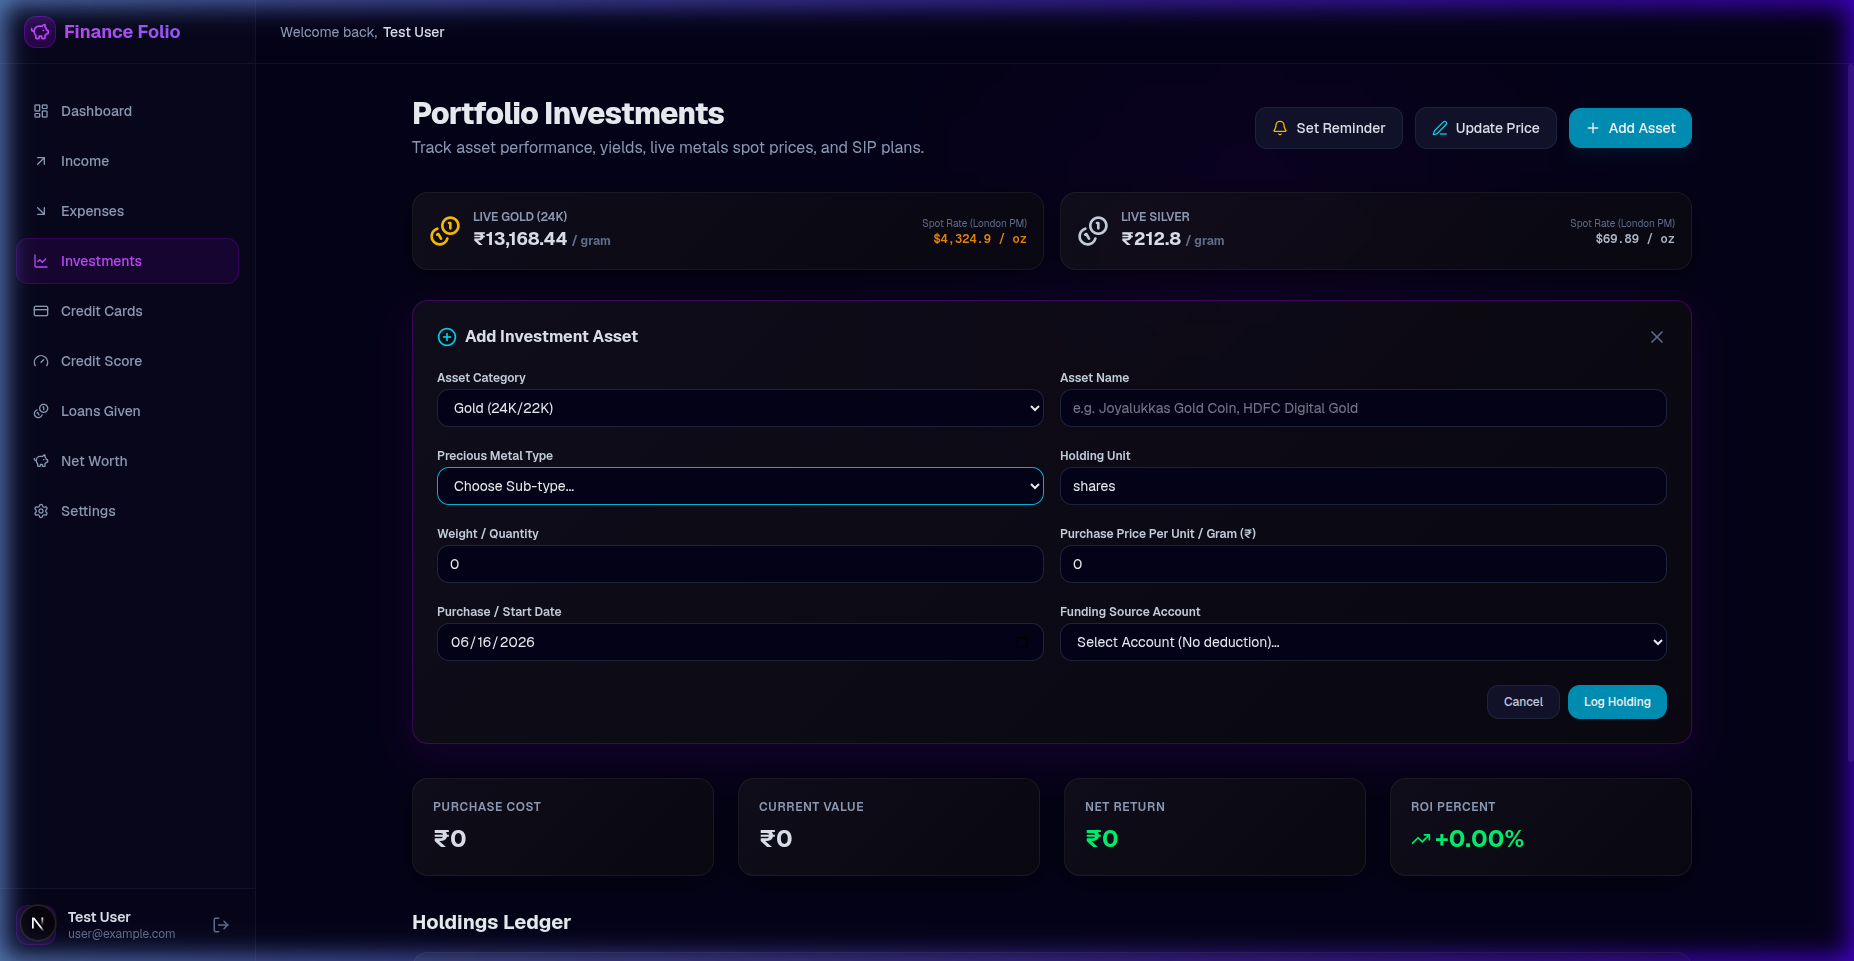 Finance Folio
Welcome back, Test User
Dashboard
Income
Expenses
Investments
Credit Cards
Credit Score
Loans Given
Net Worth
Settings
Portfolio Investments
Track asset performance, yields, live metals spot prices, and SIP plans.
Set Reminder
Update Price
Add Asset
LIVE GOLD (24K)
₹13,168.44 / gram
Spot Rate (London PM)
$4,324.9 / oz
LIVE SILVER
₹212.8 / gram
Spot Rate (London PM)
$69.89 / oz
Add Investment Asset
Asset Category
Gold (24K/22K)
Asset Name
e.g. Joyalukkas Gold Coin, HDFC Digital Gold
Precious Metal Type
Choose Sub-type...
Holding Unit
shares
Weight / Quantity
0
Purchase Price Per Unit / Gram (₹)
0
Purchase / Start Date
06/16/2026
Funding Source Account
Select Account (No deduction)...
Cancel
Log Holding
PURCHASE COST
₹0
CURRENT VALUE
₹0
NET RETURN
₹0
ROI PERCENT
+0.00%
Holdings Ledger
N
Test User
user@example.com